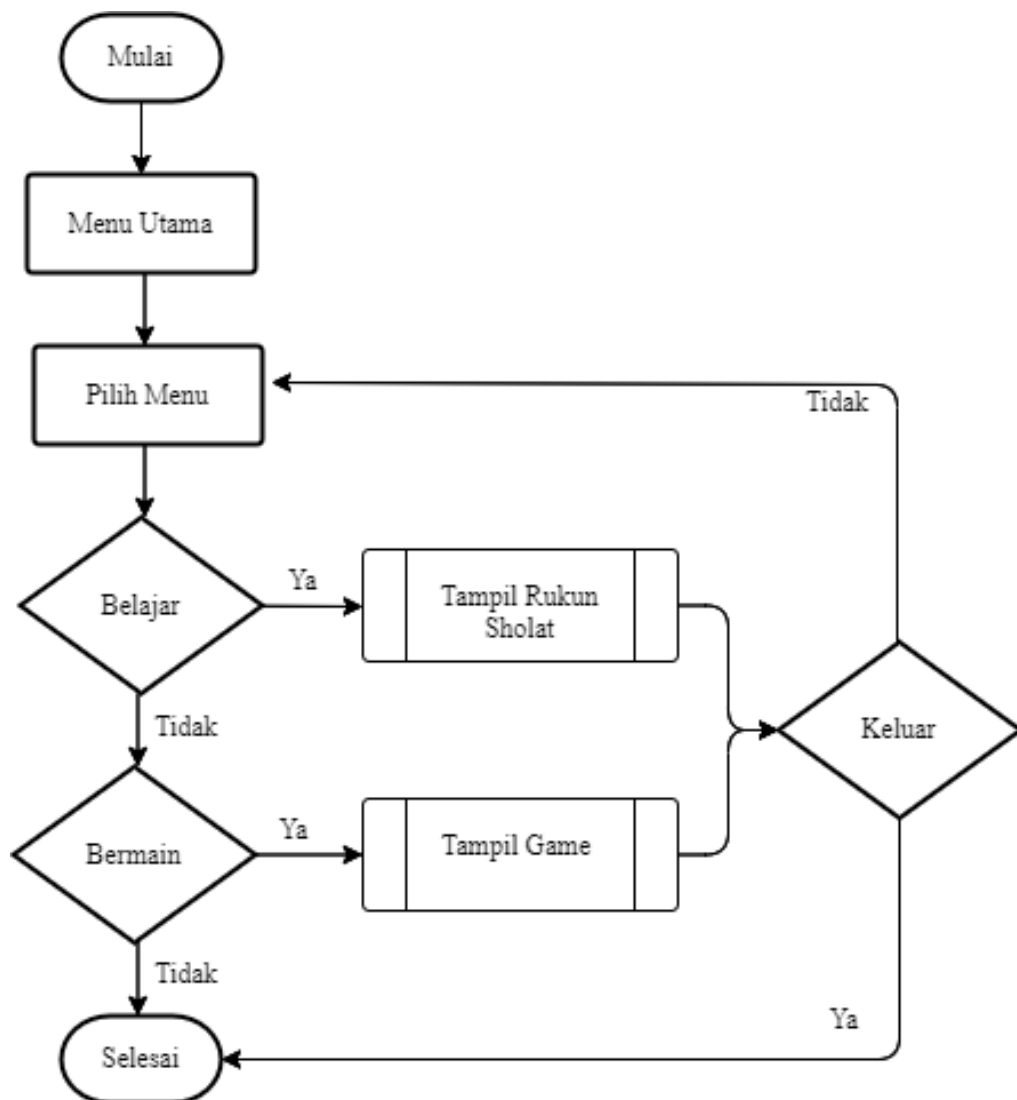 Mulai
Menu Utama
Pilih Menu
Tidak
Belajar
Ya
Tampil Rukun
Sholat
Keluar
Tidak
Bermain
Ya
Tampil Game
Tidak
Ya
Selesai